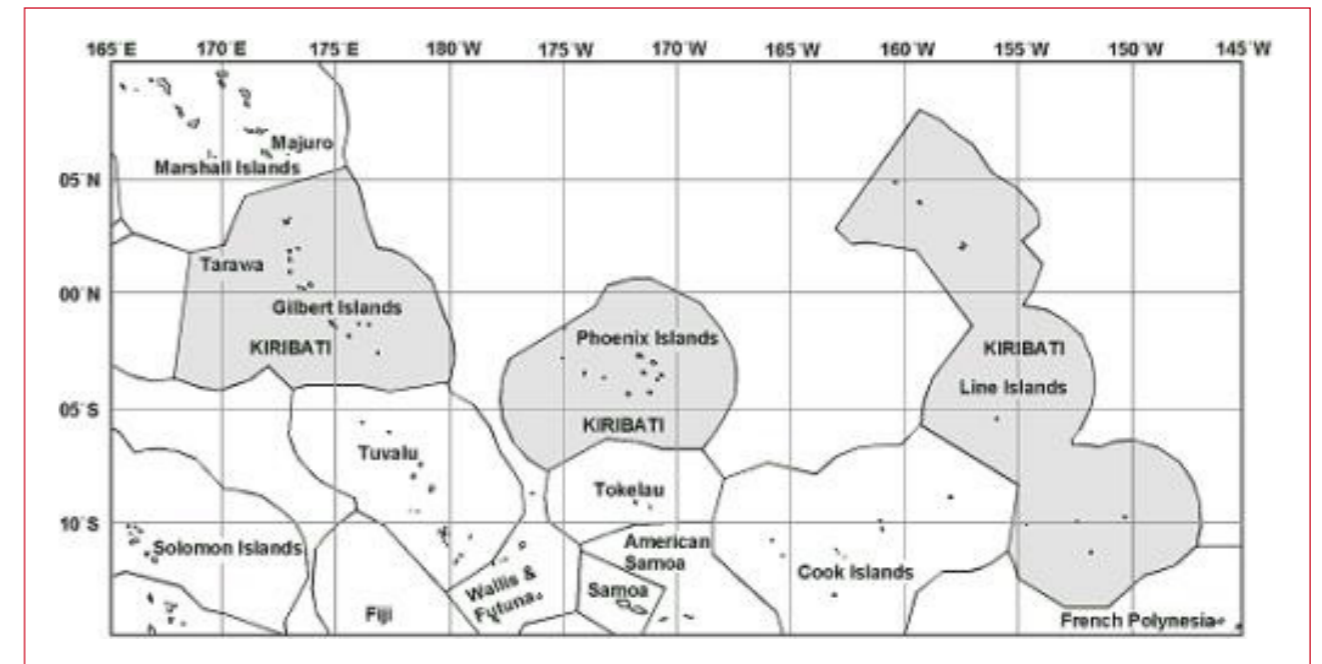 165°E 170°E 175°E 180°W 175°W 170°W 165°W 160°W 155°W 150°W 145°W
Majuro
Marshall Islands
05°N
Tarawa
00°N
Gilbert Islands
KIRIBATI
Phoenix Islands
KIRIBATI
KIRIBATI
Line Islands
05°S
Tuvalu
Tokelau
10°S
Solomon Islands
American
Samoa
Wallis &
Futuna
Samoa
Cook Islands
Fiji
French Polynesia